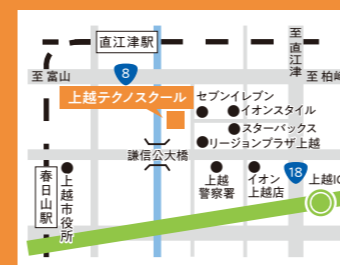 直江津駅
至 直江津
至 富山
8
至 柏崎
上越テクノスクール
セブンイレブン
イオンスタイル
スターバックス
リージョンプラザ上越
謙信公大橋
春日山駅
上越市役所
上越
警察署
イオン
上越店
18
上越IC